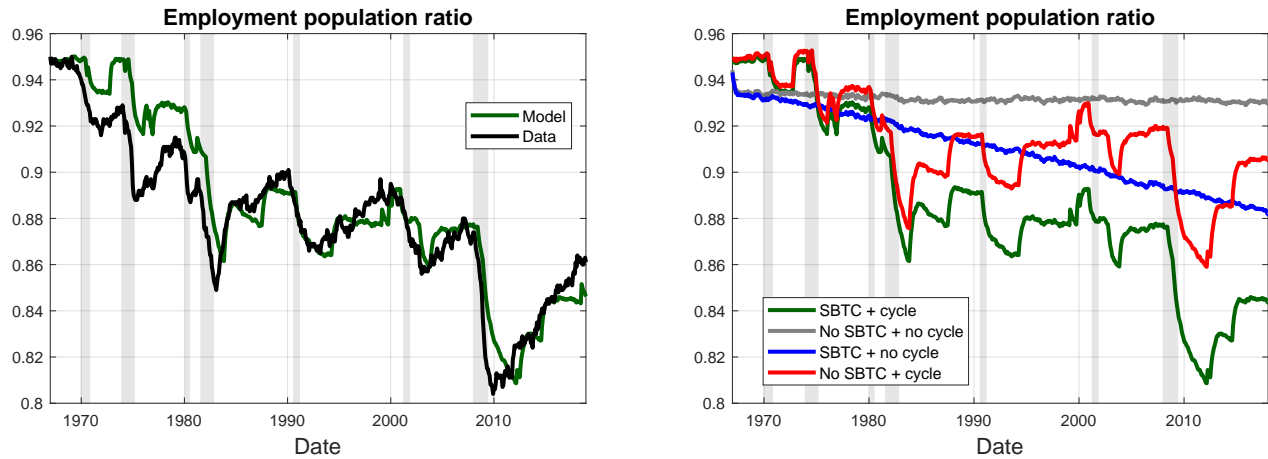 Employment population ratio
0.96
0.94
0.92
0.9
0.88
0.86
0.84
0.82
0.8
Model
Data
1970 1980 1990 2000 2010
Date
Employment population ratio
0.96
0.94
0.92
0.9
0.88
0.86
0.84
0.82
0.8
SBTC + cycle
No SBTC + no cycle
SBTC + no cycle
No SBTC + cycle
1970 1980 1990 2000 2010
Date